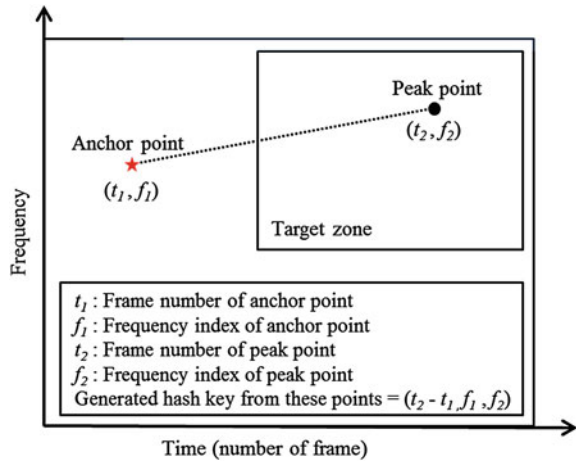 Peak point
(t2, f2)
Anchor point
(t1, f1)
Target zone
Frequency
t1 : Frame number of anchor point
f1 : Frequency index of anchor point
t2 : Frame number of peak point
f2 : Frequency index of peak point
Generated hash key from these points = (t2 - t1, f1, f2)
Time (number of frame)